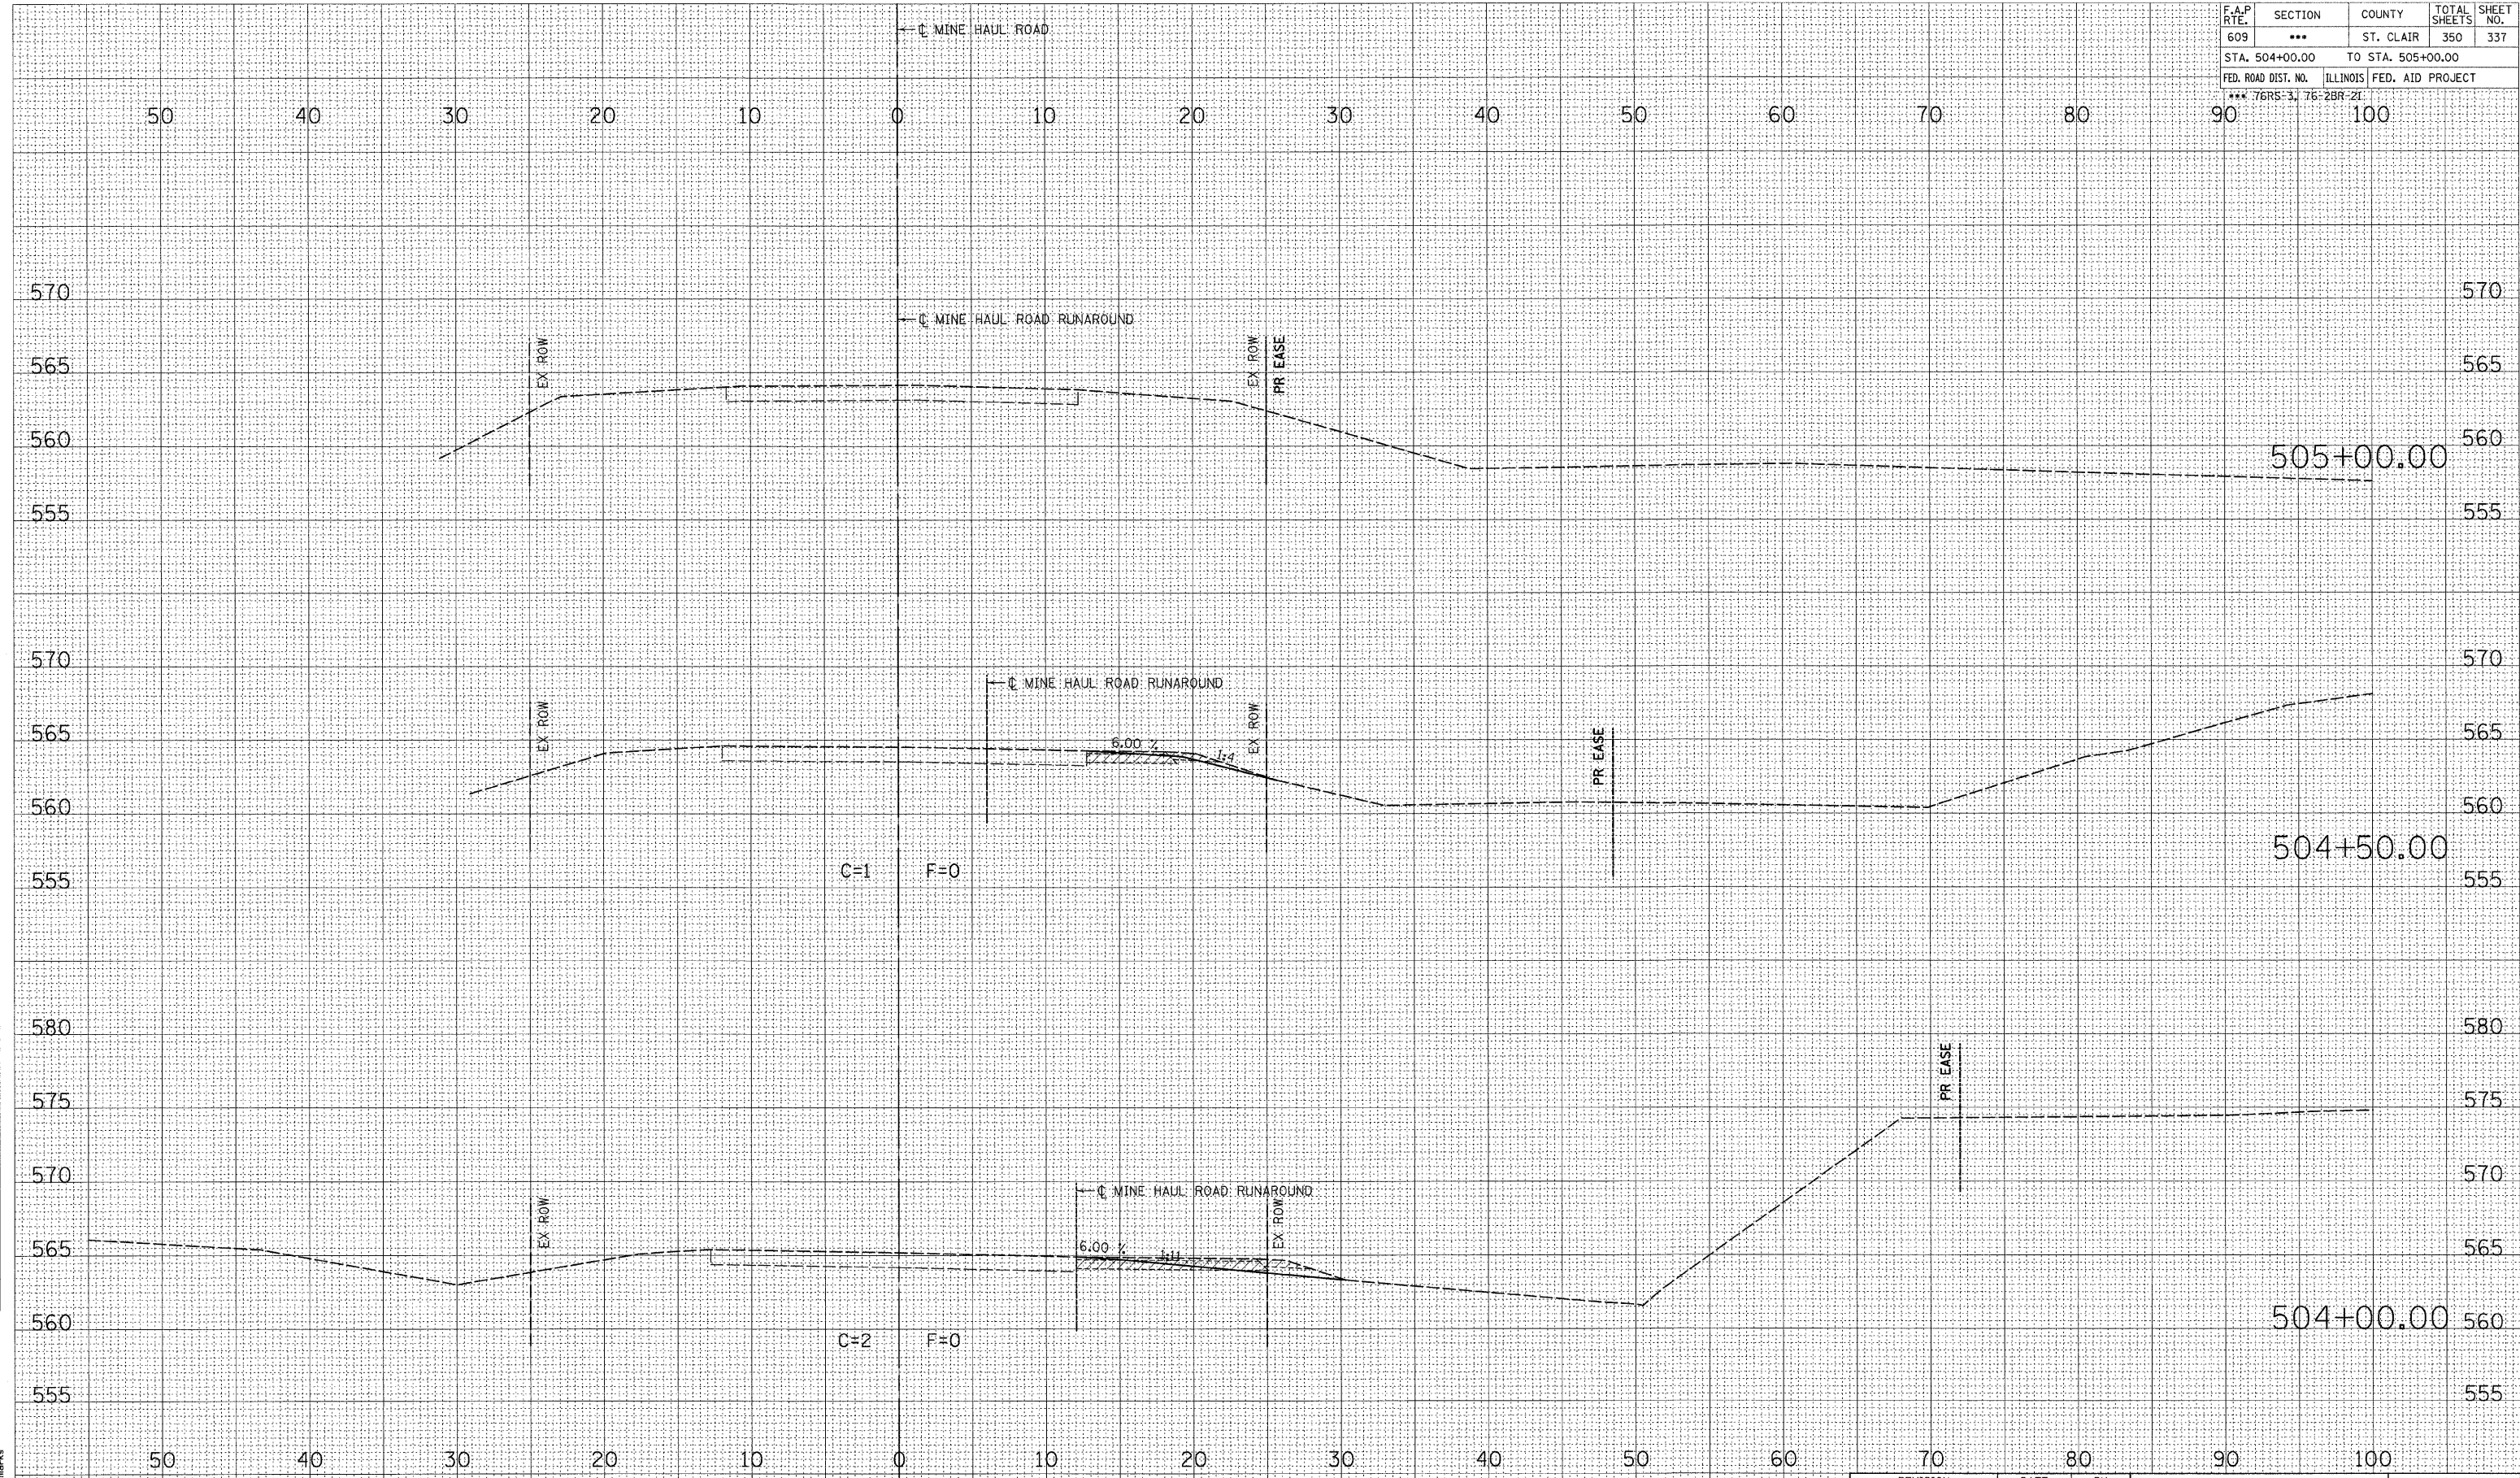 ₵ MINE HAUL ROAD
F.A.P RTE. SECTION COUNTY TOTAL SHEETS SHEET NO.
609 *** ST. CLAIR 350 337
STA. 504+00.00 TO STA. 505+00.00
FED. ROAD DIST. NO. ILLINOIS FED. AID PROJECT
*** 76RS-3, 76-2BR-21
50 40 30 20 10 0 10 20 30 40 50 60 70 80 90 100
570 570
℄ MINE HAUL ROAD RUNAROUND
EX ROW EX ROW PR EASE
565 565
560 560
505+00.00
555 555
570 570
℄ MINE HAUL ROAD RUNAROUND
EX ROW EX ROW PR EASE
565 6.00 % 1:4 565
560 560
504+50.00
C=1 F=0
555 555
580 580
PR EASE
575 575
570 570
℄ MINE HAUL ROAD RUNAROUND
EX ROW EX ROW
565 6.00 % 1:11 565
560 504+00.00 560
C=2 F=0
555 555
50 40 30 20 10 0 10 20 30 40 50 60 70 80 90 100